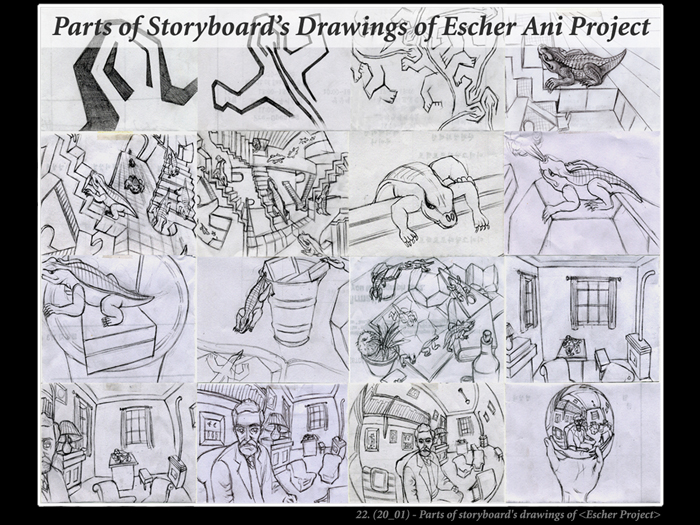 Parts of Storyboard's Drawings of Escher Ani Project
22. (20_01) - Parts of storyboard's drawings of <Escher Project>